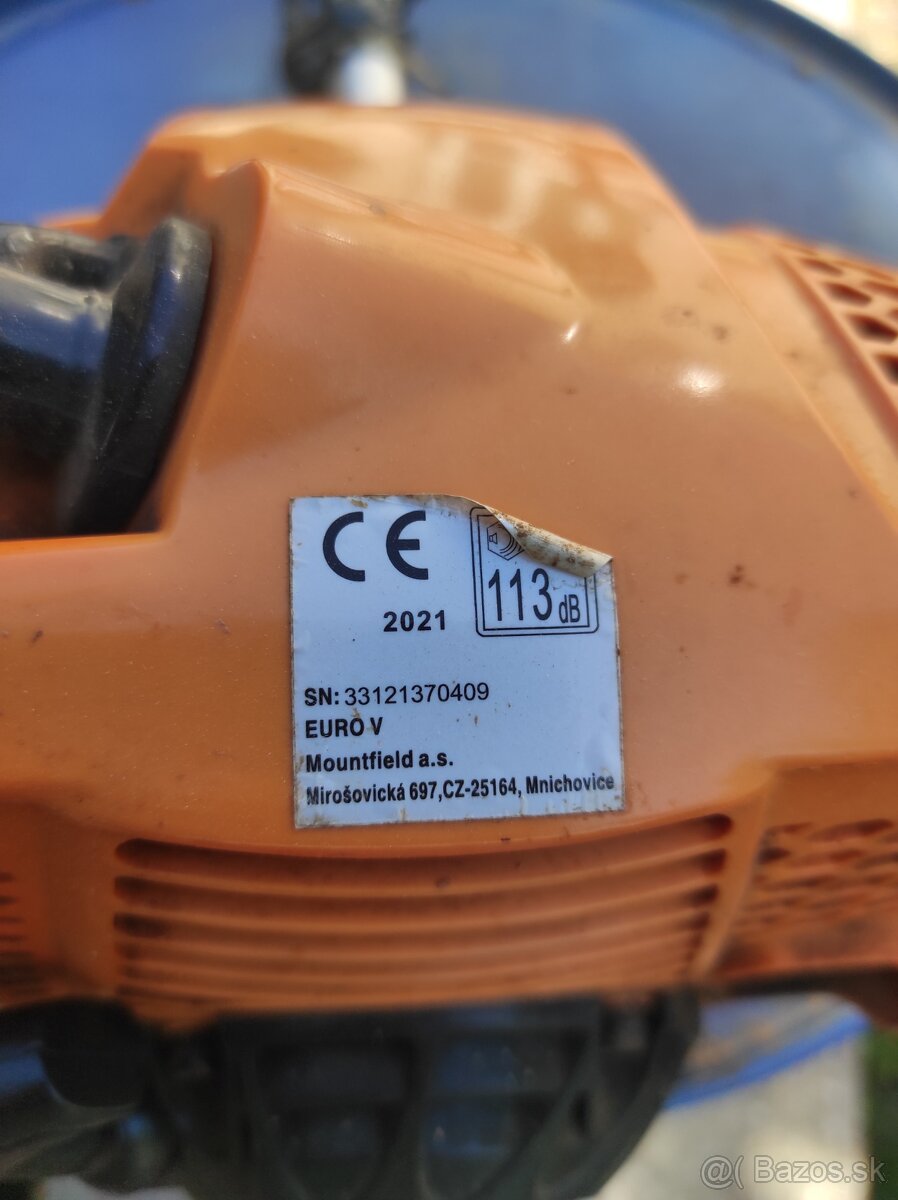 CE
2021
113 dB
SN: 33121370409
EURO V
Mountfield a.s.
Mirošovická 697,CZ-25164, Mnichovice
@( Bazos.sk